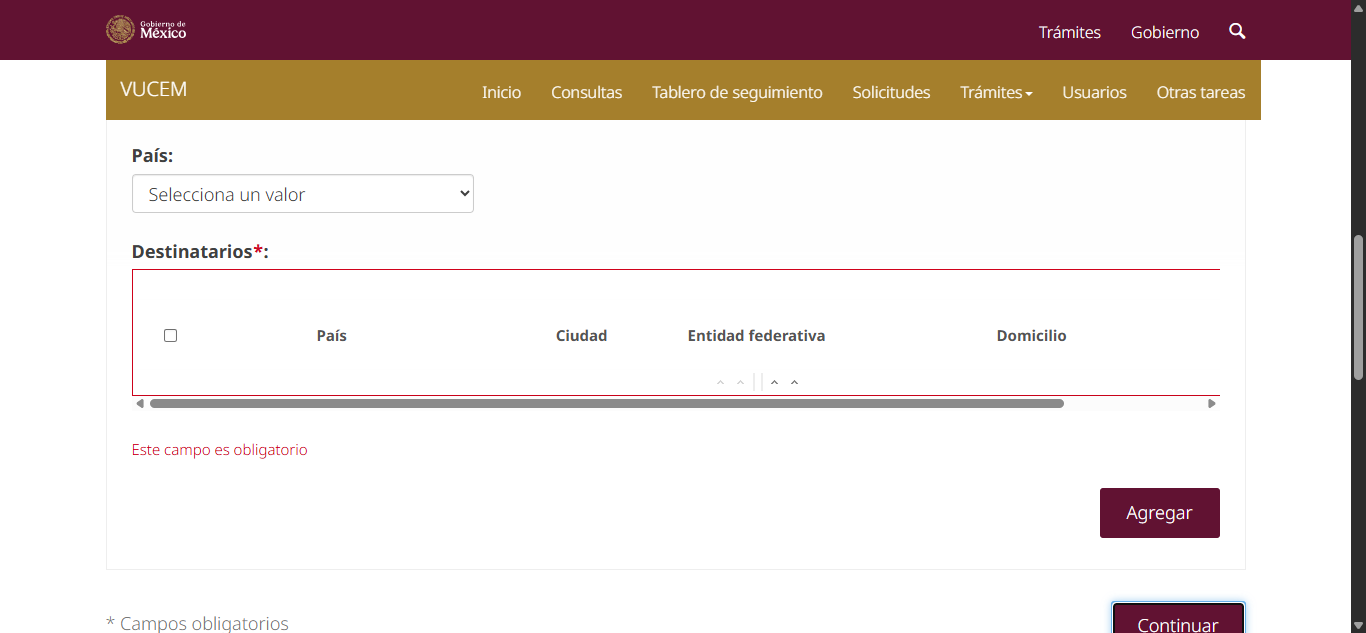 Gobierno de
México
Trámites
Gobierno
VUCEM
Inicio
Consultas
Tablero de seguimiento
Solicitudes
Trámites
Usuarios
Otras tareas
País:
Selecciona un valor
Destinatarios*:
País
Ciudad
Entidad federativa
Domicilio
Este campo es obligatorio
Agregar
* Campos obligatorios
Continuar